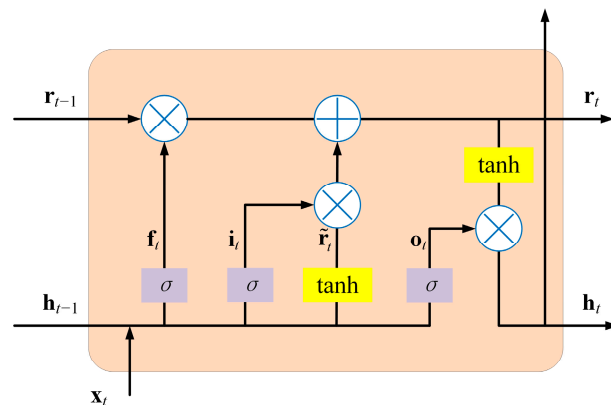 r_{t−1} r_t
tanh
f_t i_t r̃_t o_t
σ σ tanh σ
h_{t−1} h_t
x_t